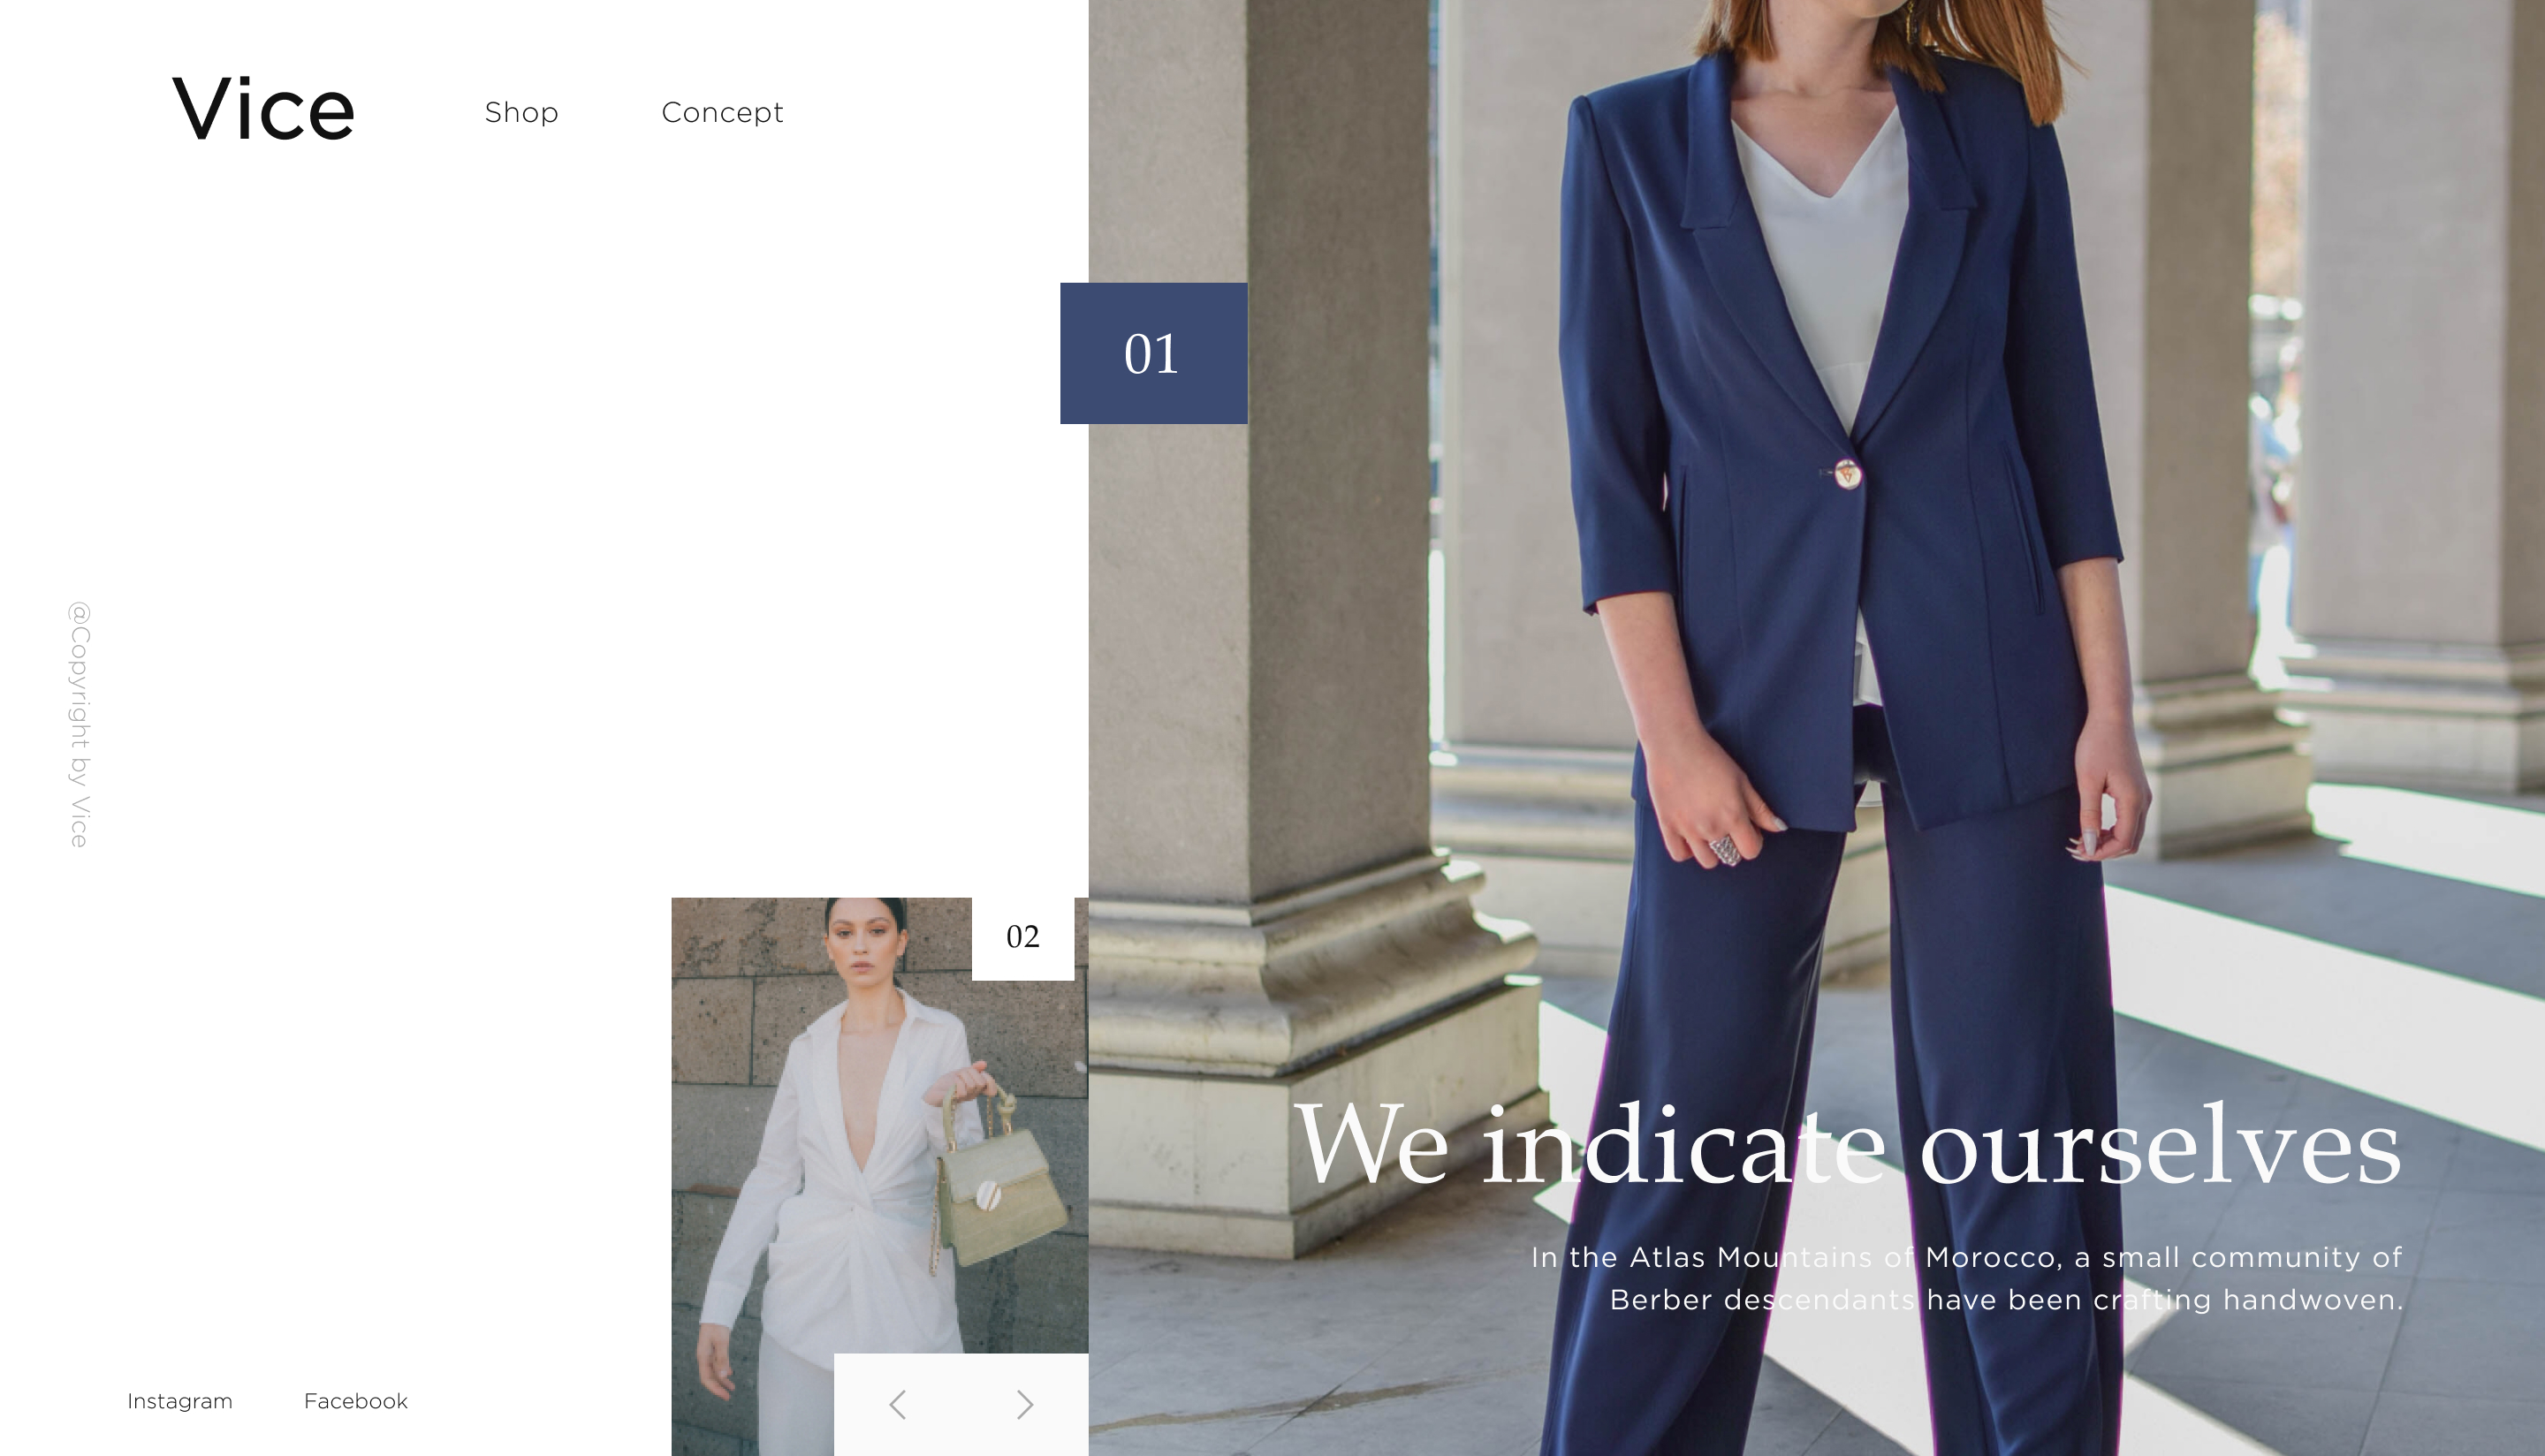 Vice
Shop
Concept
01
@Copyright by Vice
02
We indicate ourselves
In the Atlas Mountains of Morocco, a small community of
Berber descendants have been crafting handwoven.
Instagram
Facebook